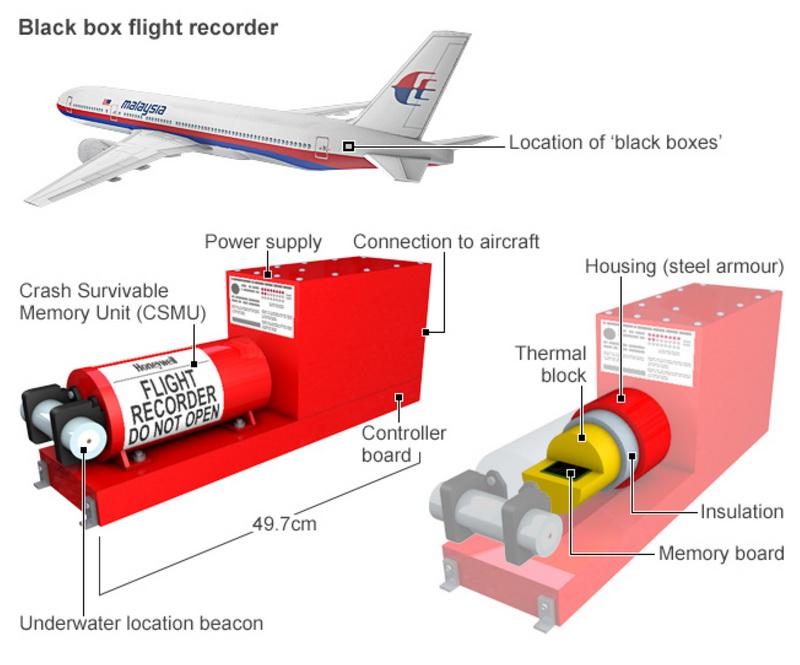 Black box flight recorder
malaysia
Location of ‘black boxes’
Power supply
Connection to aircraft
Housing (steel armour)
Crash Survivable
Memory Unit (CSMU)
Thermal
block
Honeywell
FLIGHT
RECORDER
DO NOT OPEN
Controller
board
Insulation
49.7cm
Memory board
Underwater location beacon